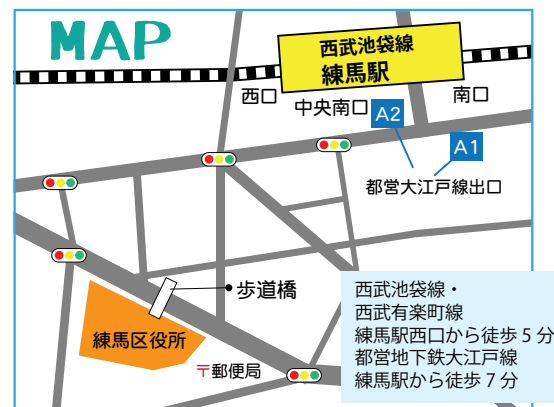 MAP
西武池袋線
練馬駅
西口
中央南口
南口
A2
A1
都営大江戸線出口
歩道橋
練馬区役所
〒郵便局
西武池袋線・
西武有楽町線
練馬駅西口から徒歩 5 分
都営地下鉄大江戸線
練馬駅から徒歩 7 分